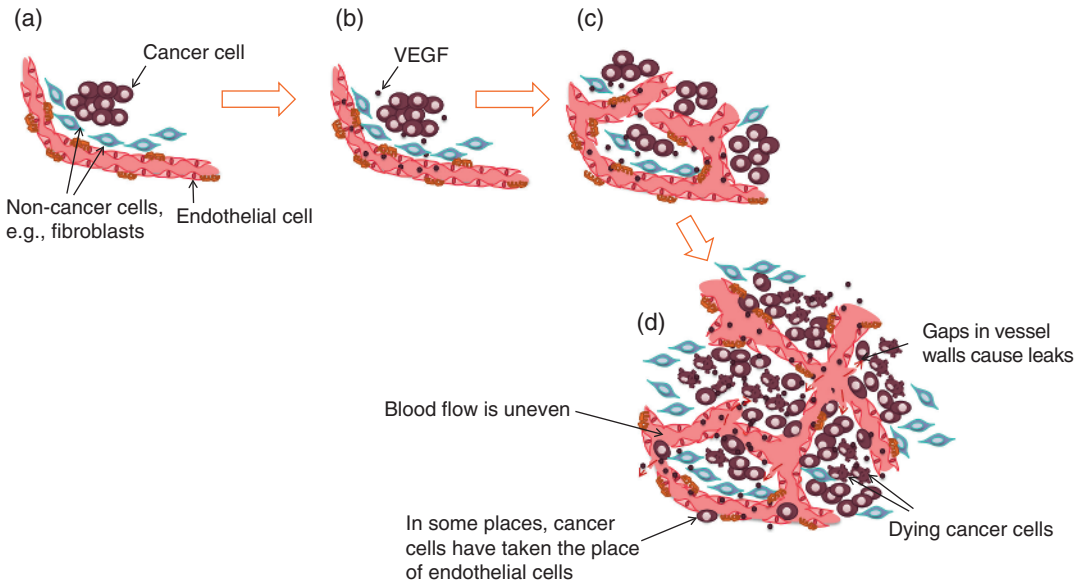 (a)
Cancer cell
Non-cancer cells,
e.g., fibroblasts
Endothelial cell
(b)
VEGF
(c)
(d)
Gaps in vessel
walls cause leaks
Blood flow is uneven
In some places, cancer
cells have taken the place
of endothelial cells
Dying cancer cells